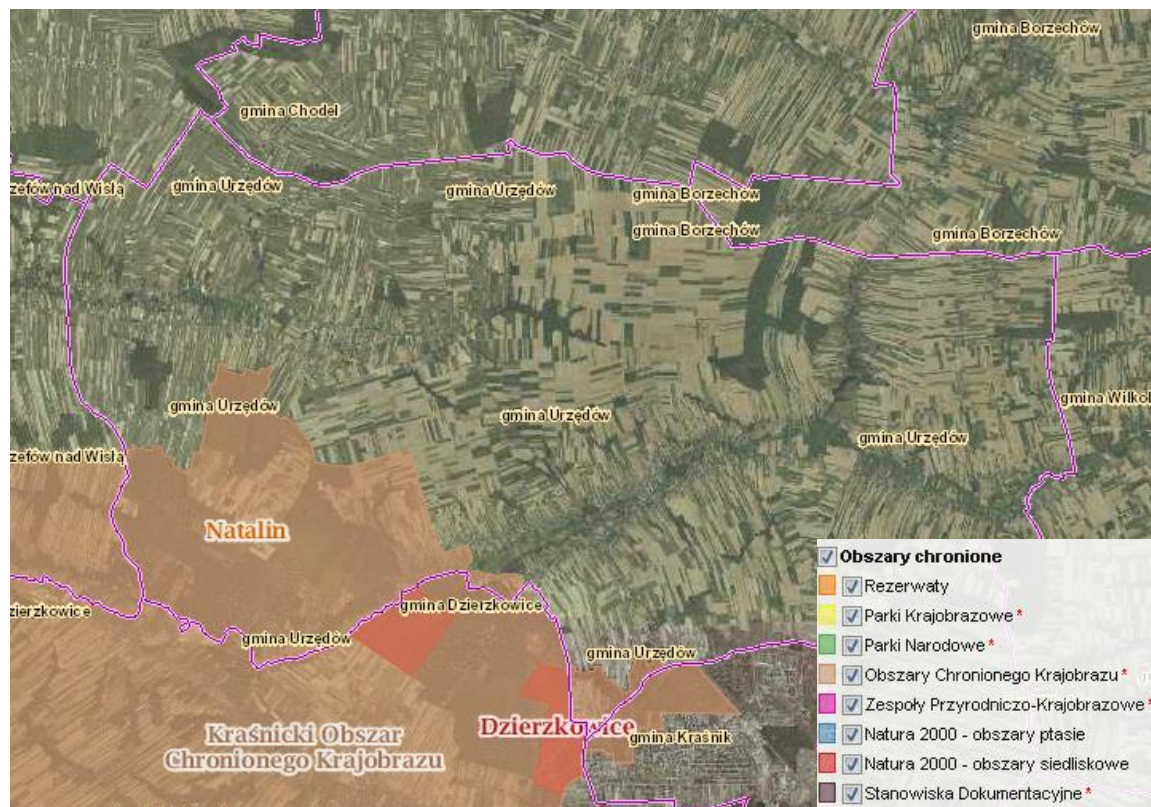 gmina Borzechów
gmina Chodel
zefów nad Wisłą
gmina Urzędów
gmina Urzędów
gmina Borzechów
gmina Borzechów
gmina Borzechów
gmina Urzędów
gmina Urzędów
gmina Wilkoł
gmina Urzędów
zefów nad Wisłą
Natalin
Obszary chronione
Rezerwaty
Parki Krajobrazowe *
Parki Narodowe *
Obszary Chronionego Krajobrazu *
Zespoły Przyrodniczo-Krajobrazowe *
Natura 2000 - obszary ptasie
Natura 2000 - obszary siedliskowe
Stanowiska Dokumentacyjne *
zierzkowice
gmina Dzierzkowice
gmina Urzędów
gmina Urzędów
Dzierzkowice
gmina Kraśnik
Kraśnicki Obszar
Chronionego Krajobrazu